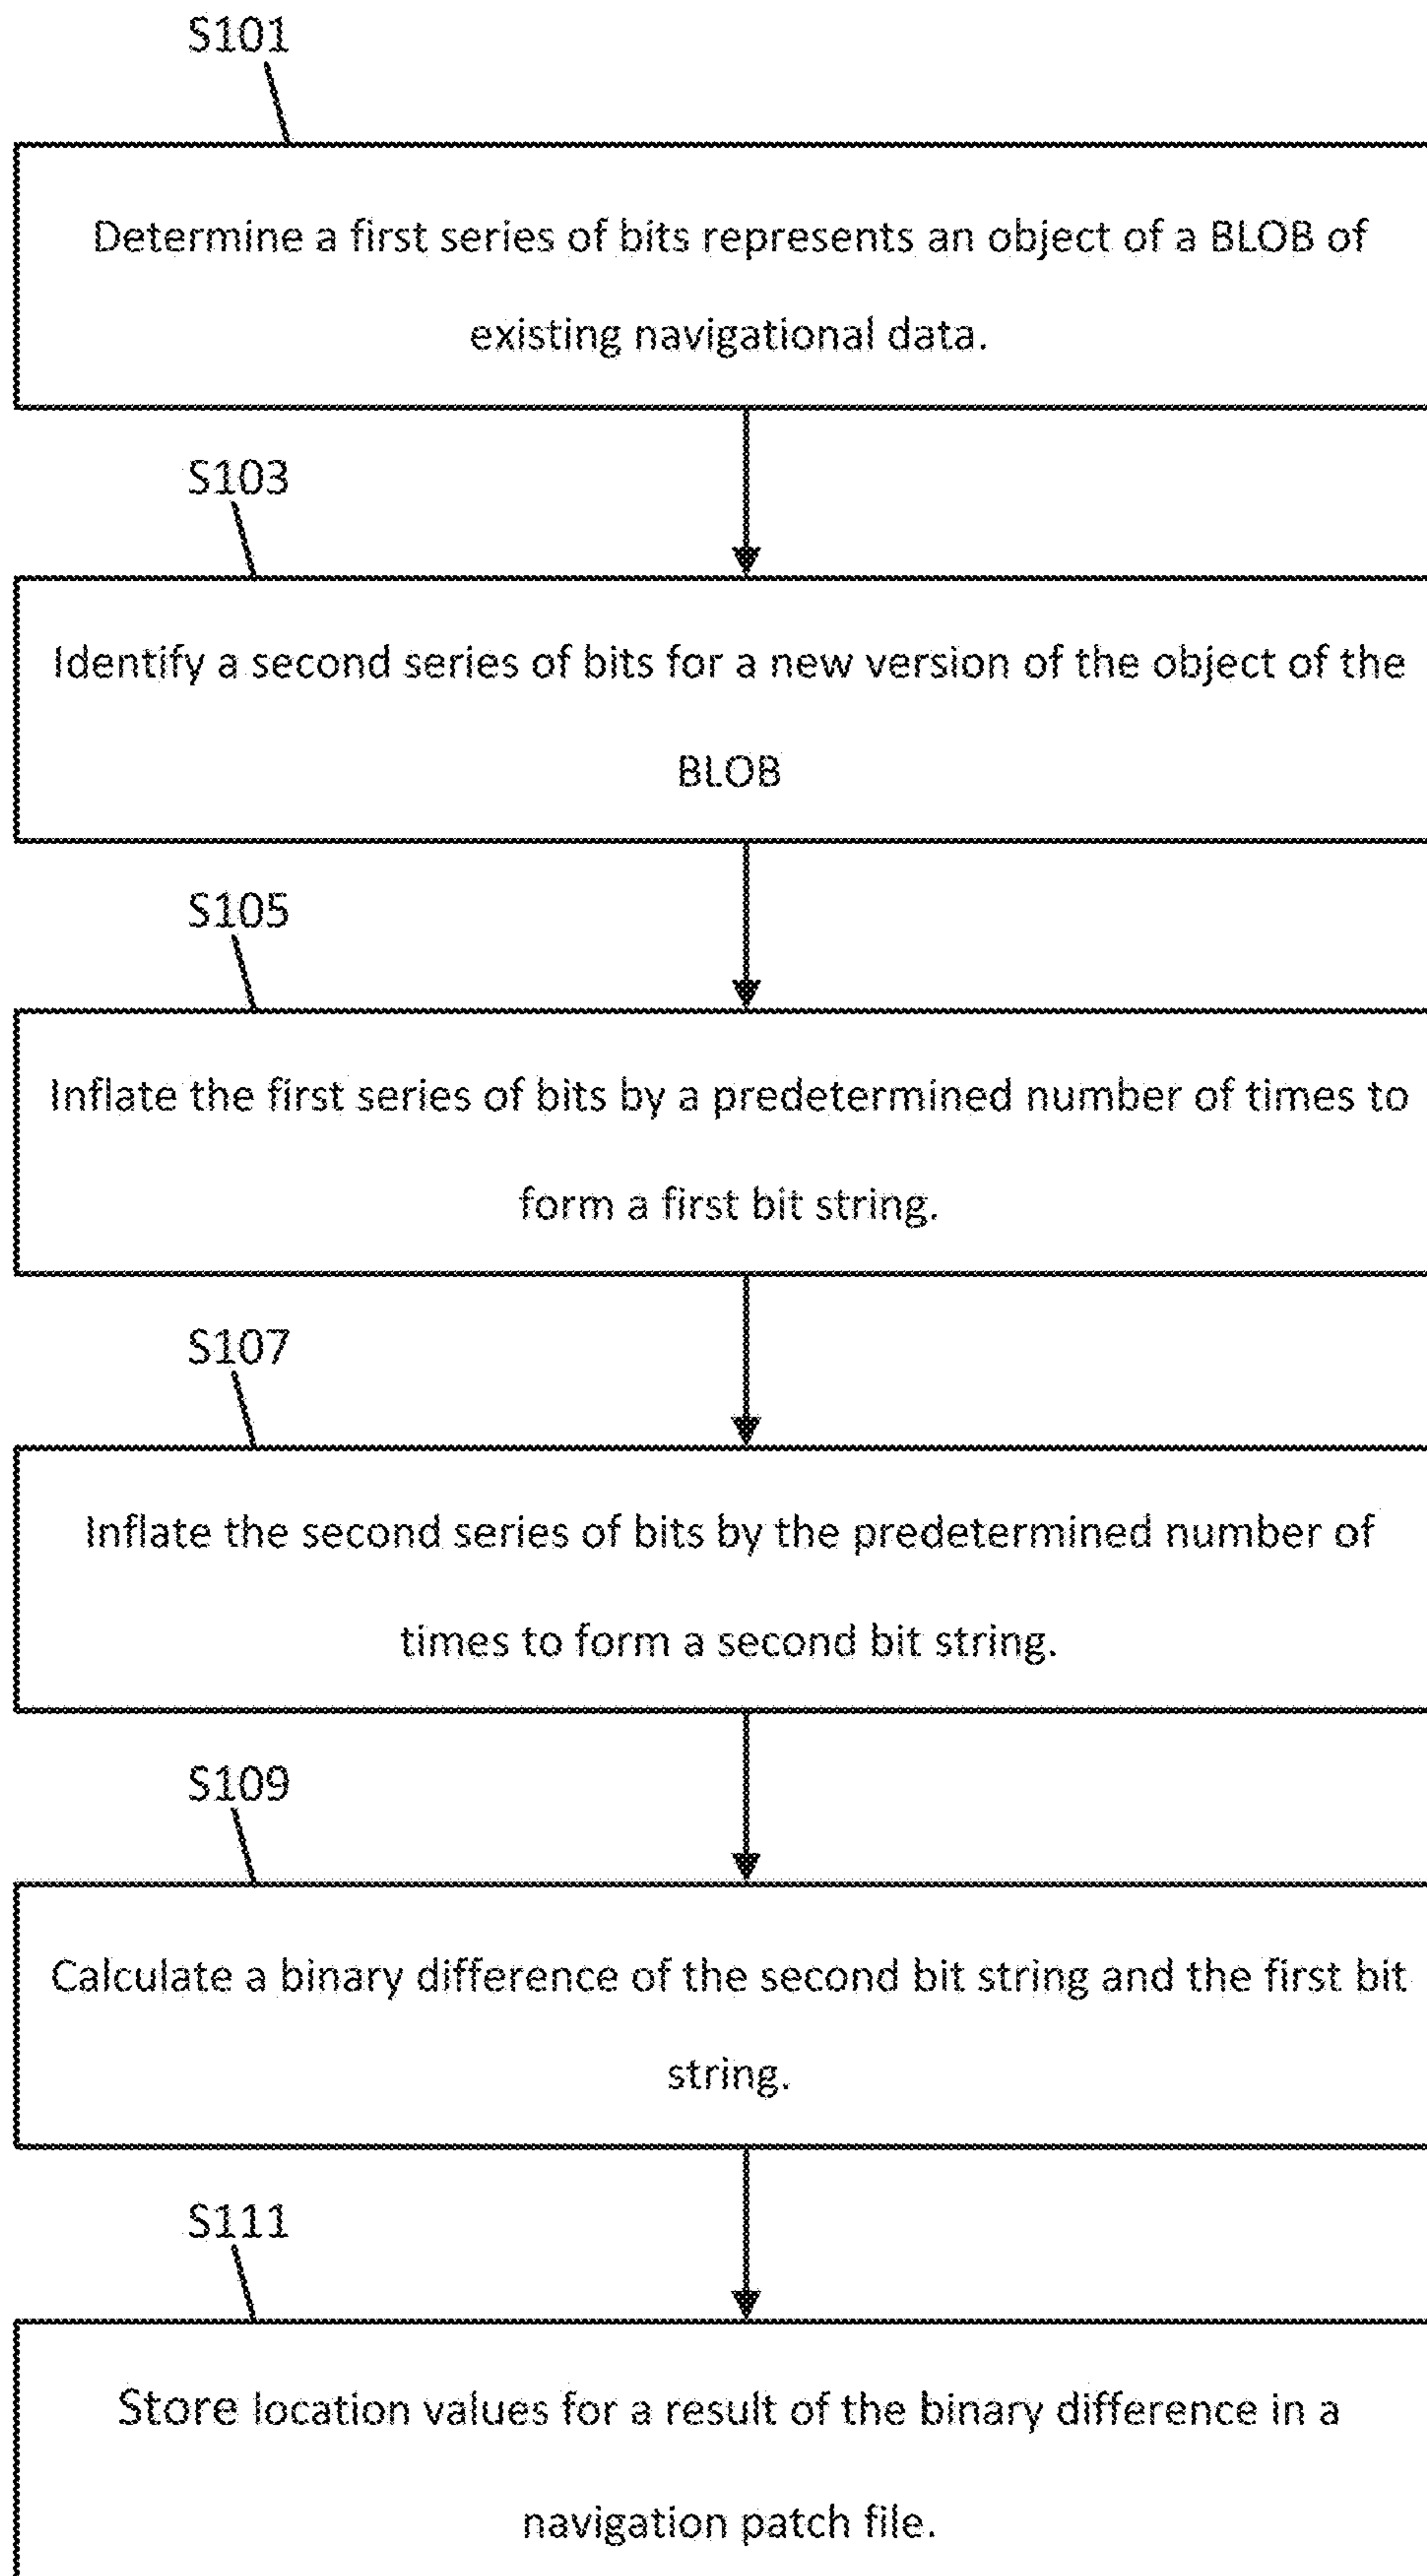 S101
Determine a first series of bits represents an object of a BLOB of
existing navigational data.
S103
Identify a second series of bits for a new version of the object of the
BLOB
S105
Inflate the first series of bits by a predetermined number of times to
form a first bit string.
S107
Inflate the second series of bits by the predetermined number of
times to form a second bit string.
S109
Calculate a binary difference of the second bit string and the first bit
string.
S111
Store location values for a result of the binary difference in a
navigation patch file.